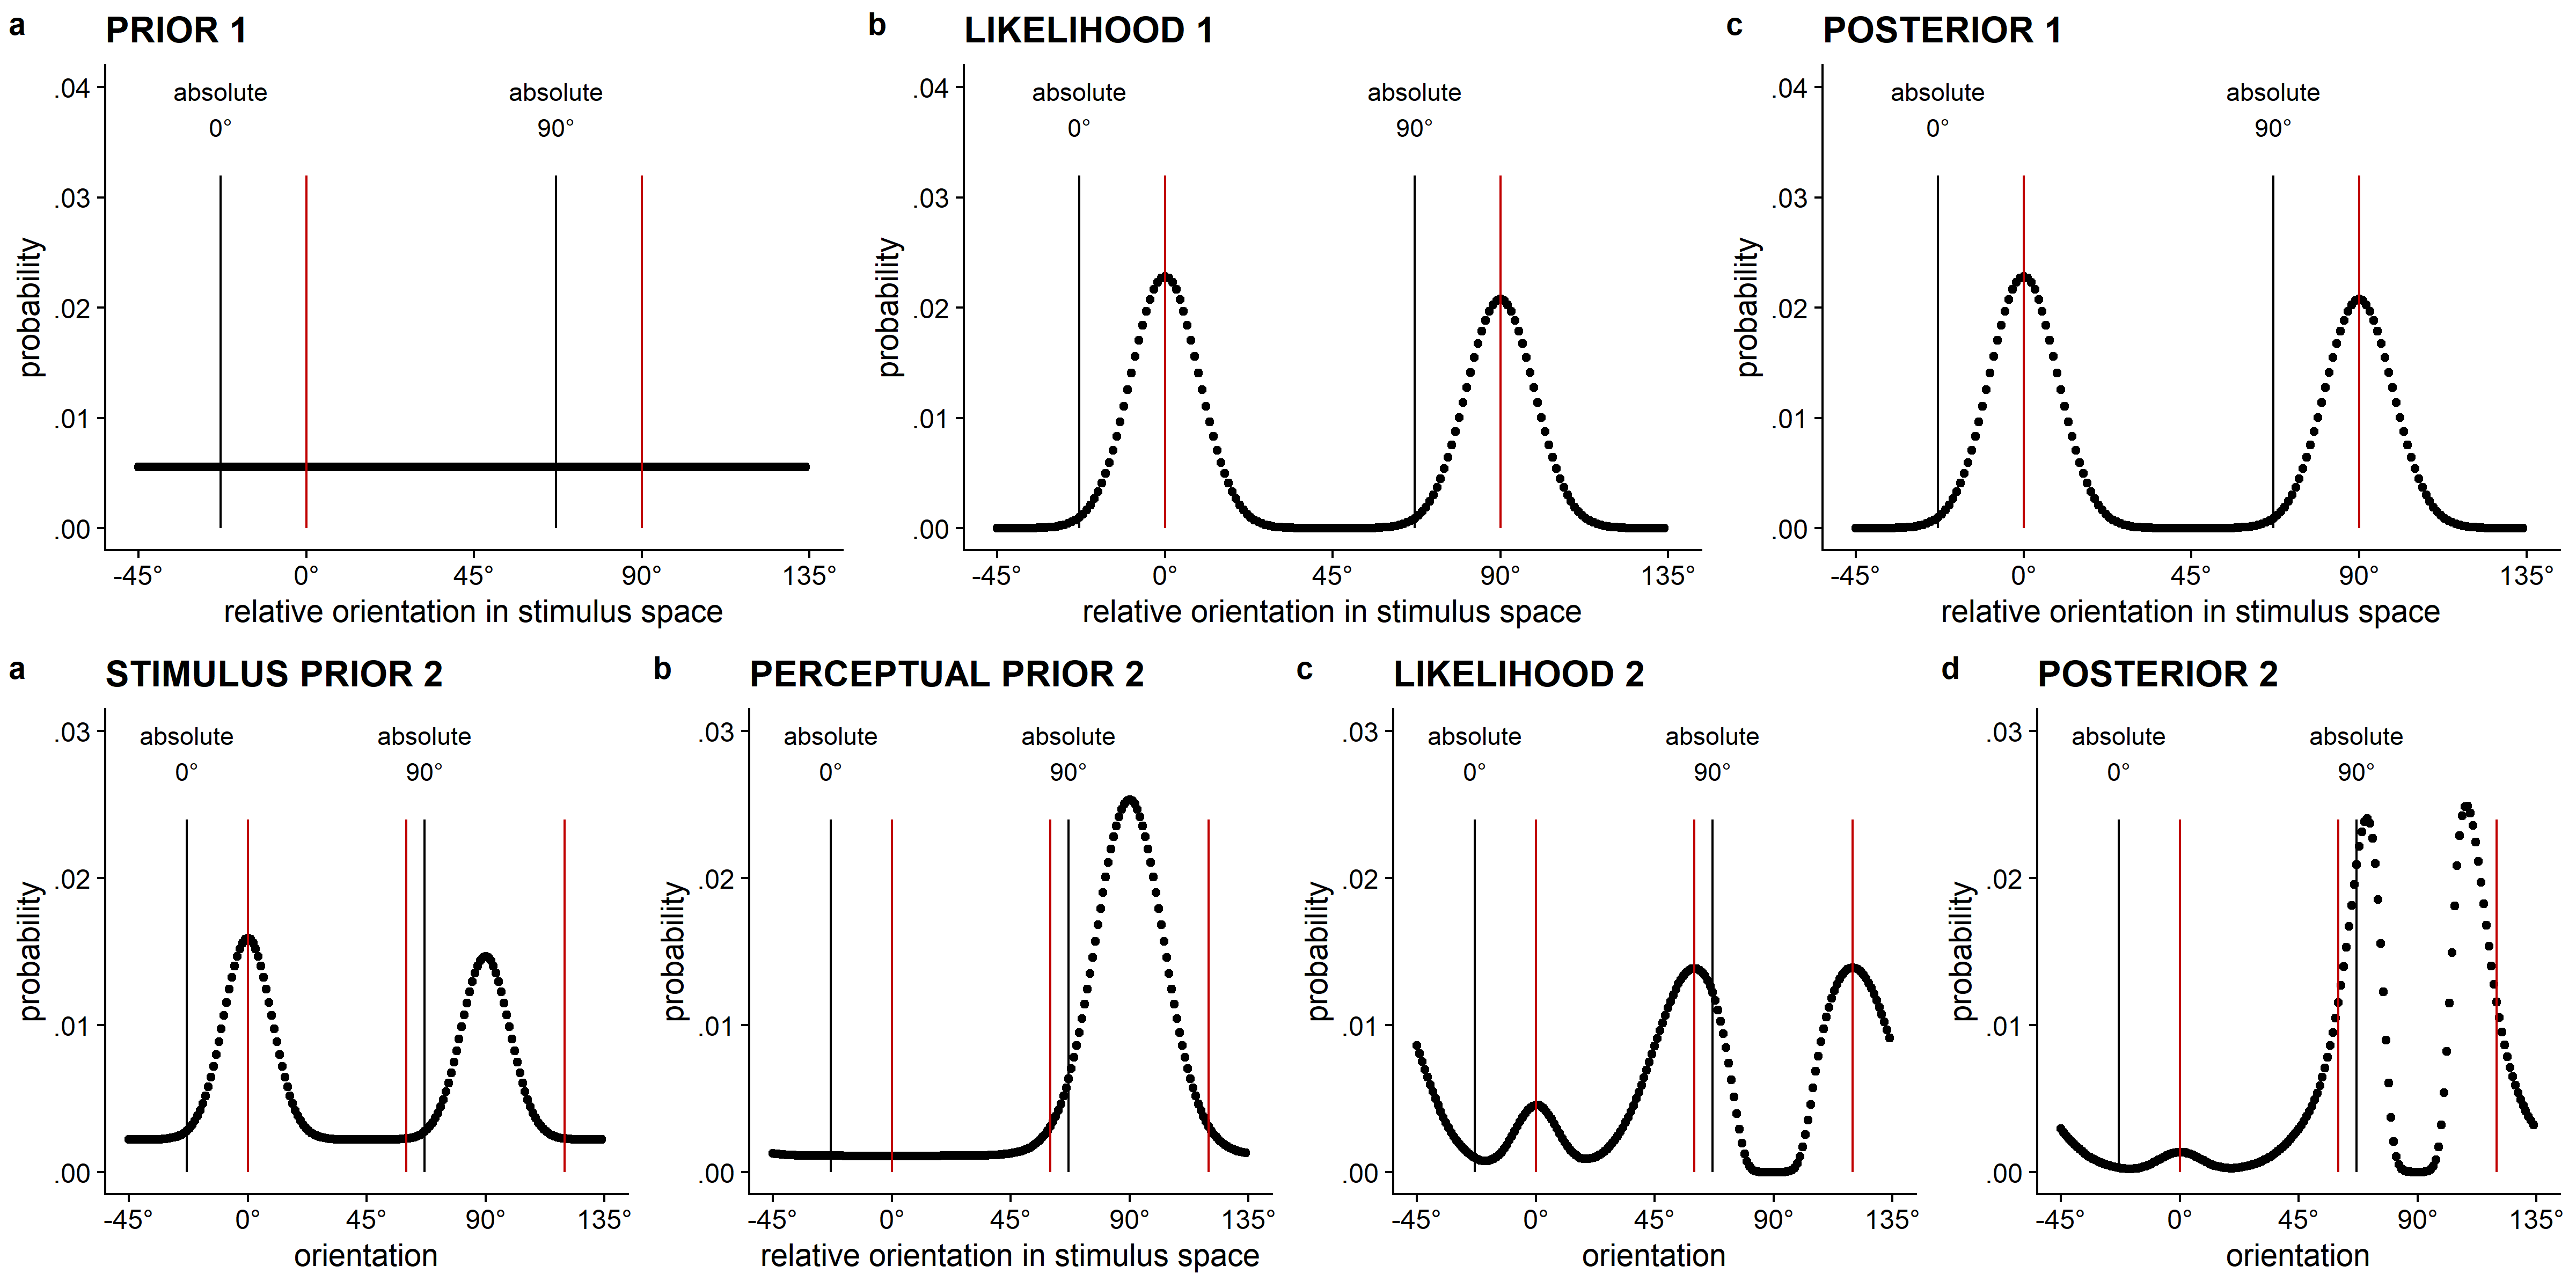 a PRIOR 1
.04
.03
.02
.01
.00
probability
absolute
0°
absolute
90°
-45° 0° 45° 90° 135°
relative orientation in stimulus space
b LIKELIHOOD 1
.04
.03
.02
.01
.00
probability
absolute
0°
absolute
90°
-45° 0° 45° 90° 135°
relative orientation in stimulus space
c POSTERIOR 1
.04
.03
.02
.01
.00
probability
absolute
0°
absolute
90°
-45° 0° 45° 90° 135°
relative orientation in stimulus space
a STIMULUS PRIOR 2
.03
.02
.01
.00
probability
absolute
0°
absolute
90°
-45° 0° 45° 90° 135°
orientation
b PERCEPTUAL PRIOR 2
.03
.02
.01
.00
probability
absolute
0°
absolute
90°
-45° 0° 45° 90° 135°
relative orientation in stimulus space
c LIKELIHOOD 2
.03
.02
.01
.00
probability
absolute
0°
absolute
90°
-45° 0° 45° 90° 135°
orientation
d POSTERIOR 2
.03
.02
.01
.00
probability
absolute
0°
absolute
90°
-45° 0° 45° 90° 135°
orientation